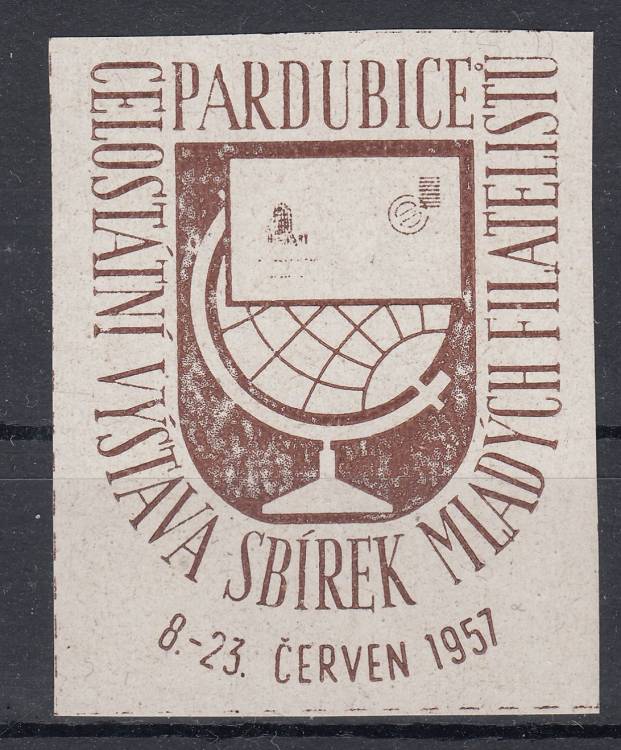 PARDUBICE
CELOSTÁTNÍ VÝSTAVA SBÍREK MLADÝCH FILATELISTŮ
8.-23. ČERVEN 1957